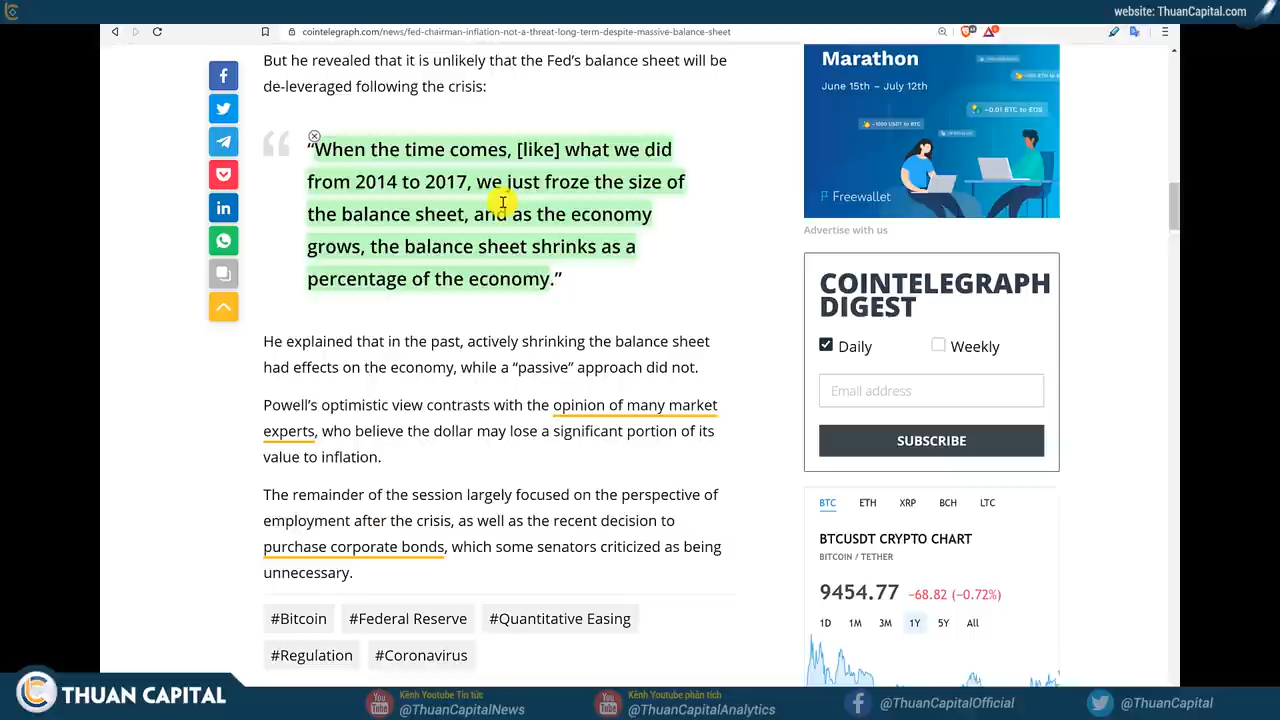 website: ThuanCapital.com
cointelegraph.com/news/fed-chairman-inflation-not-a-threat-long-term-despite-massive-balance-sheet
But he revealed that it is unlikely that the Fed's balance sheet will be
de-leveraged following the crisis:
“When the time comes, [like] what we did
from 2014 to 2017, we just froze the size of
the balance sheet, and as the economy
grows, the balance sheet shrinks as a
percentage of the economy.”
He explained that in the past, actively shrinking the balance sheet
had effects on the economy, while a “passive” approach did not.
Powell's optimistic view contrasts with the opinion of many market
experts, who believe the dollar may lose a significant portion of its
value to inflation.
The remainder of the session largely focused on the perspective of
employment after the crisis, as well as the recent decision to
purchase corporate bonds, which some senators criticized as being
unnecessary.
#Bitcoin #Federal Reserve #Quantitative Easing
#Regulation #Coronavirus
Marathon
June 15th - July 12th
~0.01 BTC to EOS
Freewallet
Advertise with us
COINTELEGRAPH
DIGEST
Daily Weekly
Email address
SUBSCRIBE
BTC ETH XRP BCH LTC
BTCUSDT CRYPTO CHART
BITCOIN / TETHER
9454.77 −68.82 (−0.72%)
1D 1M 3M 1Y 5Y All
THUAN CAPITAL
Kênh Youtube Tin tức
@ThuanCapitalNews
Kênh Youtube phân tích
@ThuanCapitalAnalytics
@ThuanCapitalOfficial
@ThuanCapital